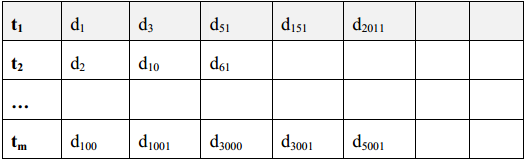 t₁ d₁ d₃ d₅₁ d₁₅₁ d₂₀₁₁
t₂ d₂ d₁₀ d₆₁
...
tₘ d₁₀₀ d₁₀₀₁ d₃₀₀₀ d₃₀₀₁ d₅₀₀₁